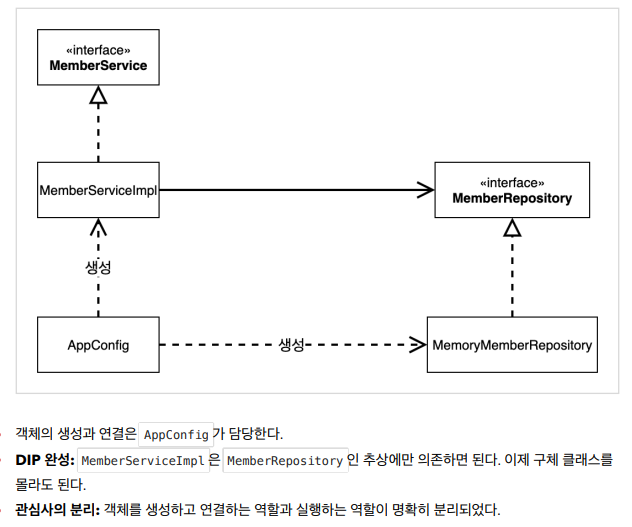 «interface»
MemberService
MemberServiceImpl
«interface»
MemberRepository
생성
AppConfig
생성
MemoryMemberRepository
객체의 생성과 연결은 AppConfig 가 담당한다.
DIP 완성: MemberServiceImpl 은 MemberRepository 인 추상에만 의존하면 된다. 이제 구체 클래스를
몰라도 된다.
관심사의 분리: 객체를 생성하고 연결하는 역할과 실행하는 역할이 명확히 분리되었다.